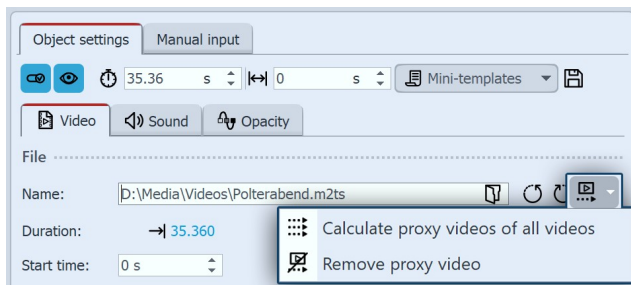 Object settings Manual input
35.36 s 0 s Mini-templates
Video Sound Opacity
File
Name: D:\Media\Videos\Polterabend.m2ts
Duration: 35.360 Calculate proxy videos of all videos
Start time: 0 s Remove proxy video